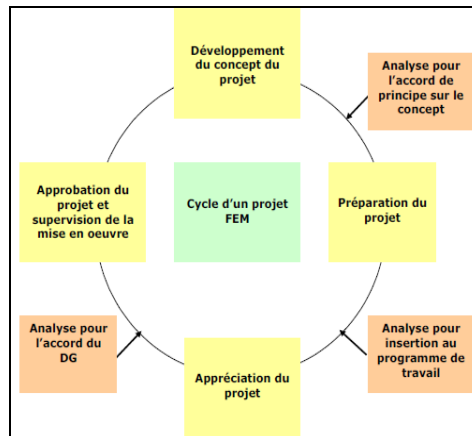 Développement
du concept du
projet
Analyse pour
l'accord de
principe sur le
concept
Approbation du
projet et
supervision de la
mise en oeuvre
Cycle d'un projet
FEM
Préparation du
projet
Analyse pour
l'accord du
DG
Appréciation du
projet
Analyse pour
insertion au
programme de
travail